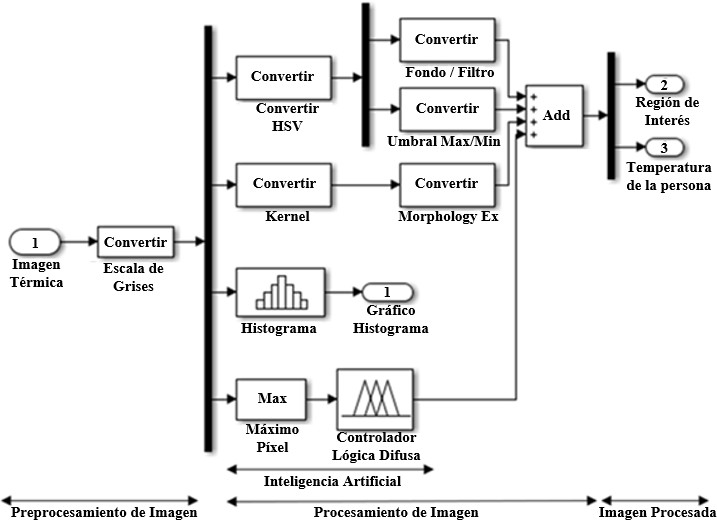 Convertir
Fondo / Filtro
Convertir
Convertir
HSV
Convertir
Umbral Max/Min
+
+
+
+
Add
2
Región de
Interés
3
Temperatura
de la persona
Convertir
Kernel
Convertir
Morphology Ex
1
Imagen
Térmica
Convertir
Escala de
Grises
Histograma
1
Gráfico
Histograma
Max
Máximo
Píxel
Controlador
Lógica Difusa
Inteligencia Artificial
Preprocesamiento de Imagen
Procesamiento de Imagen
Imagen Procesada